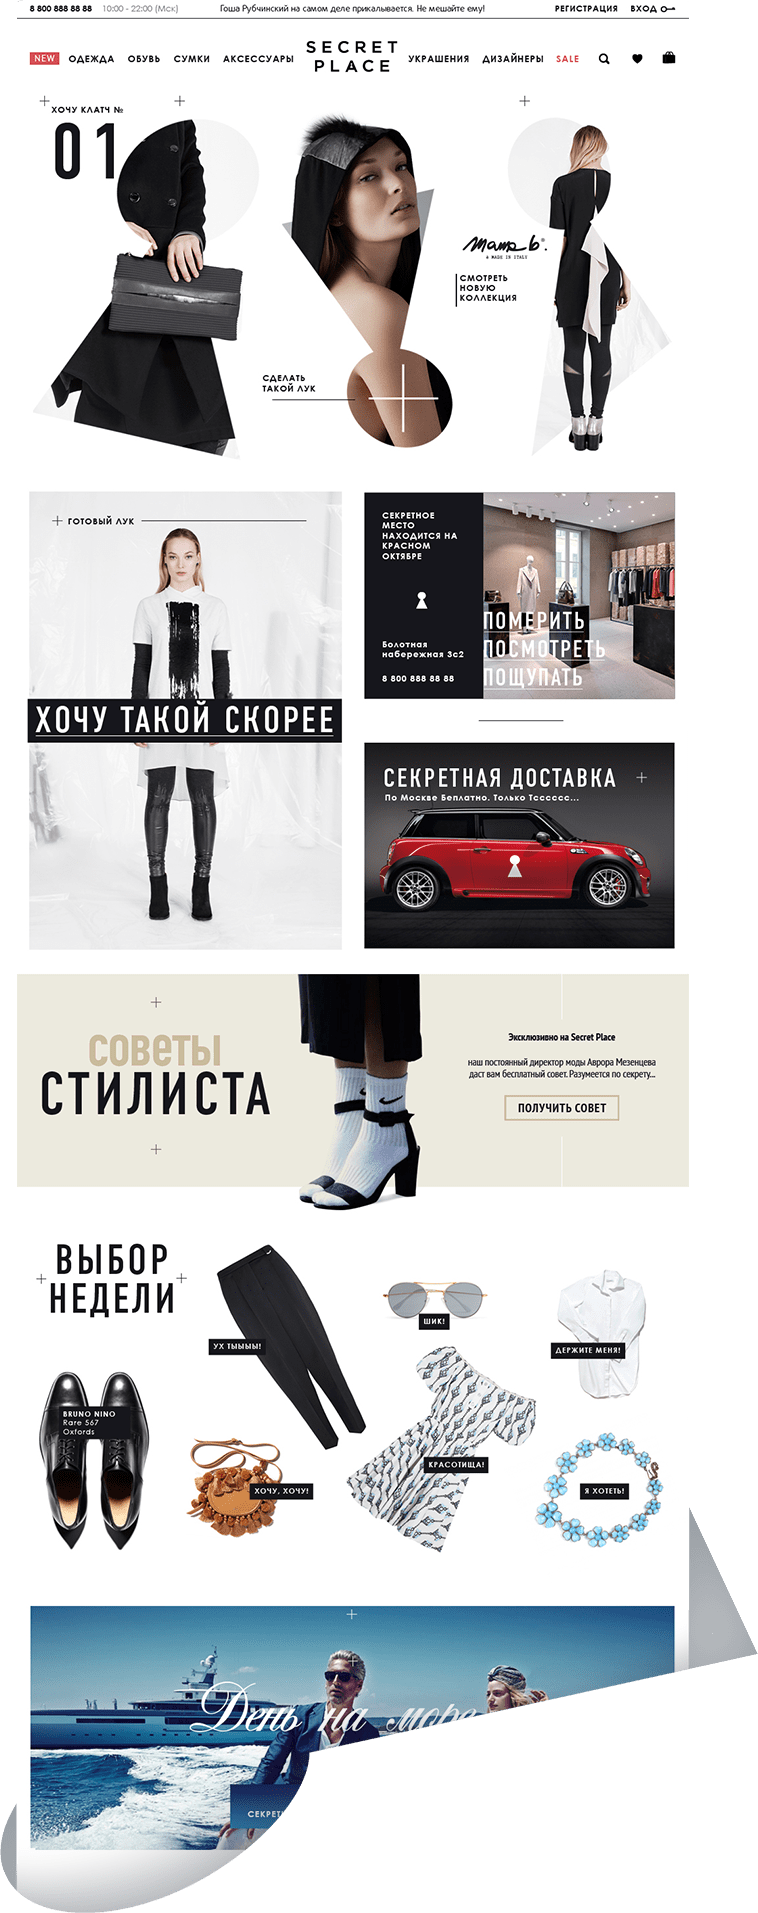 8 800 888 88 88 10:00 - 22:00 (Мск) Гоша Рубчинский на самом деле прикалывается. Не мешайте ему! РЕГИСТРАЦИЯ ВХОД
NEW ОДЕЖДА ОБУВЬ СУМКИ АКСЕССУАРЫ SECRET PLACE УКРАШЕНИЯ ДИЗАЙНЕРЫ SALE
ХОЧУ КЛАТЧ №
01
mama b.®
& MADE IN ITALY
СМОТРЕТЬ
НОВУЮ
КОЛЛЕКЦИЯ
СДЕЛАТЬ
ТАКОЙ ЛУК
ГОТОВЫЙ ЛУК
ХОЧУ ТАКОЙ СКОРЕЕ
СЕКРЕТНОЕ
МЕСТО
НАХОДИТСЯ НА
КРАСНОМ
ОКТЯБРЕ
Болотная
набережная 3с2
8 800 888 88 88
ПОМЕРИТЬ
ПОСМОТРЕТЬ
ПОЩУПАТЬ
СЕКРЕТНАЯ ДОСТАВКА
По Москве Беплатно. Только Тсссссс...
советы
СТИЛИСТА
Эксклюзивно на Secret Place
наш постоянный директор моды Аврора Мезенцева
даст вам бесплатный совет. Разумеется по секрету...
ПОЛУЧИТЬ СОВЕТ
ВЫБОР
НЕДЕЛИ
УХ ТЫЫЫЫ!
ШИК!
ДЕРЖИТЕ МЕНЯ!
BRUNO NINO
Rare 567
Oxfords
ХОЧУ, ХОЧУ!
КРАСОТИЩА!
Я ХОТЕТЬ!
День на море